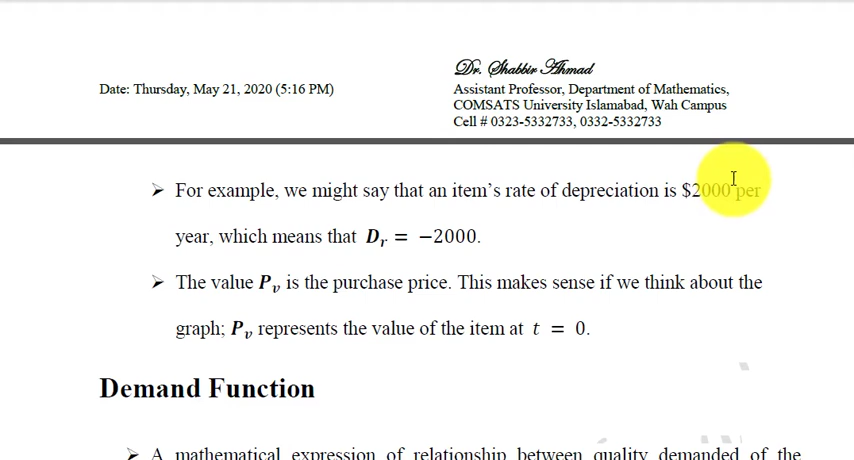 Dr. Shabbir Ahmad
Date: Thursday, May 21, 2020 (5:16 PM)
Assistant Professor, Department of Mathematics,
COMSATS University Islamabad, Wah Campus
Cell # 0323-5332733, 0332-5332733
➢ For example, we might say that an item's rate of depreciation is $2000 per
year, which means that Dᵣ = −2000.
➢ The value Pᵥ is the purchase price. This makes sense if we think about the
graph; Pᵥ represents the value of the item at t = 0.
Demand Function
➢ A mathematical expression of relationship between quality demanded of the